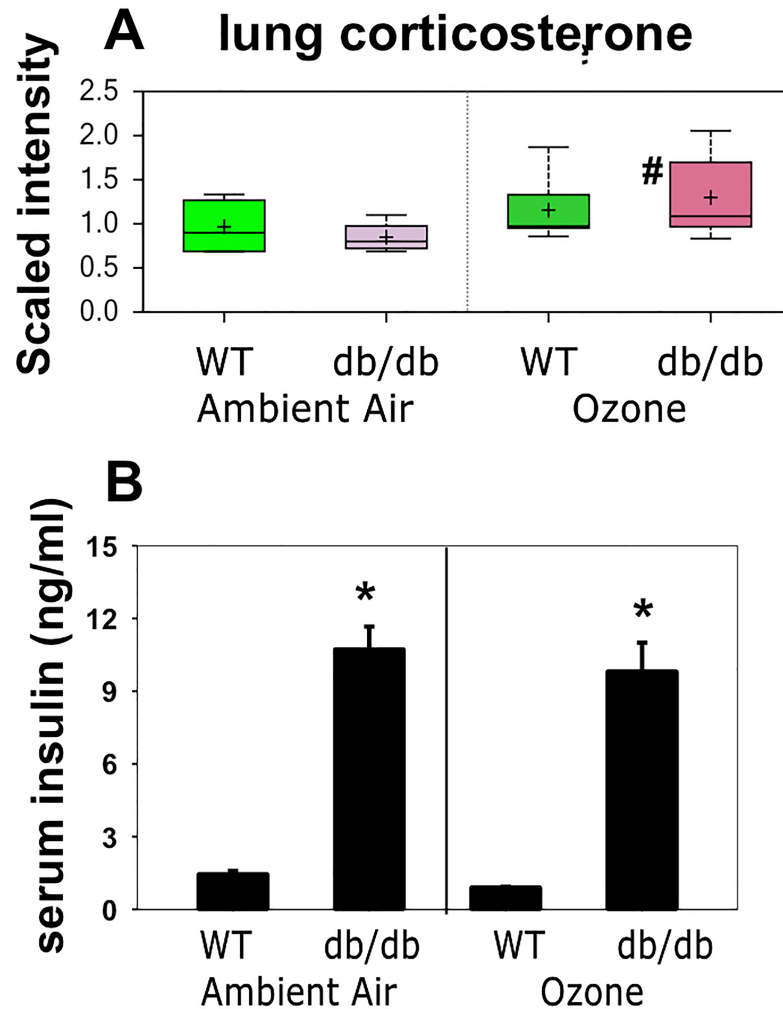 A lung corticosterone
Scaled intensity
2.5
2.0
1.5
1.0
0.5
0.0
#
WT db/db WT db/db
Ambient Air Ozone
B
serum insulin (ng/ml)
15
12
9
6
3
0
* *
WT db/db WT db/db
Ambient Air Ozone